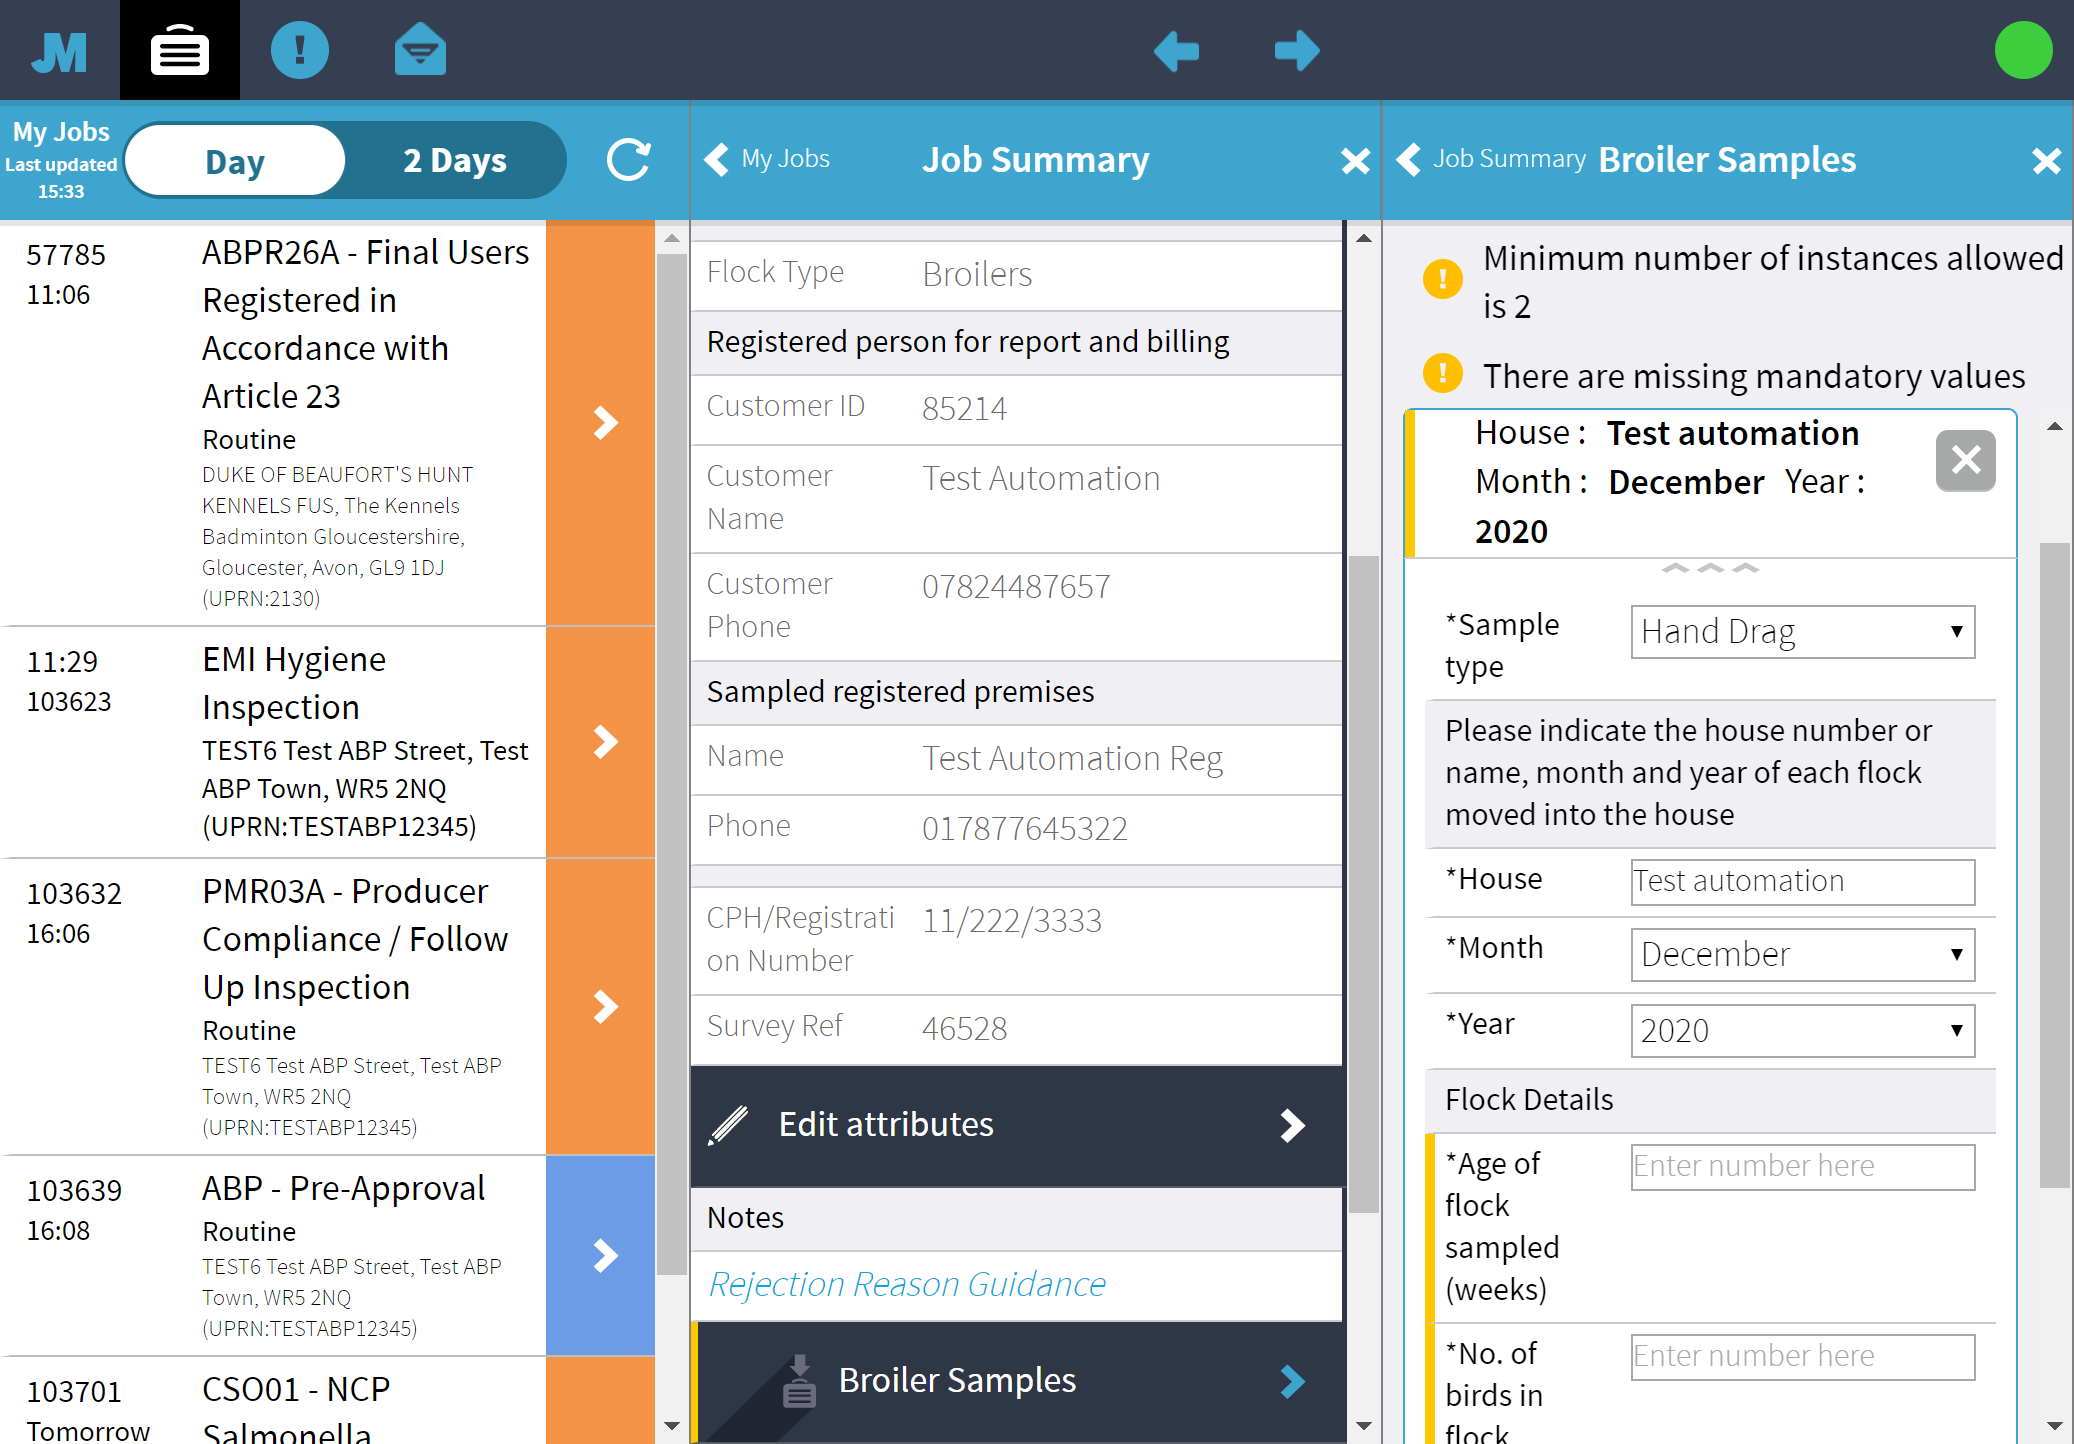 JM
My Jobs
Last updated
15:33
Day
2 Days
57785
11:06
ABPR26A - Final Users
Registered in
Accordance with
Article 23
Routine
DUKE OF BEAUFORT'S HUNT
KENNELS FUS, The Kennels
Badminton Gloucestershire,
Gloucester, Avon, GL9 1DJ
(UPRN:2130)
11:29
103623
EMI Hygiene
Inspection
TEST6 Test ABP Street, Test
ABP Town, WR5 2NQ
(UPRN:TESTABP12345)
103632
16:06
PMR03A - Producer
Compliance / Follow
Up Inspection
Routine
TEST6 Test ABP Street, Test ABP
Town, WR5 2NQ
(UPRN:TESTABP12345)
103639
16:08
ABP - Pre-Approval
Routine
TEST6 Test ABP Street, Test ABP
Town, WR5 2NQ
(UPRN:TESTABP12345)
103701
Tomorrow
CSO01 - NCP
Salmonella
My Jobs
Job Summary
Flock Type Broilers
Registered person for report and billing
Customer ID 85214
Customer Test Automation
Name
Customer 07824487657
Phone
Sampled registered premises
Name Test Automation Reg
Phone 017877645322
CPH/Registrati 11/222/3333
on Number
Survey Ref 46528
Edit attributes
Notes
Rejection Reason Guidance
Broiler Samples
Job Summary
Broiler Samples
Minimum number of instances allowed
is 2
There are missing mandatory values
House : Test automation
Month : December Year :
2020
*Sample Hand Drag
type
Please indicate the house number or
name, month and year of each flock
moved into the house
*House Test automation
*Month December
*Year 2020
Flock Details
*Age of Enter number here
flock
sampled
(weeks)
*No. of Enter number here
birds in
flock